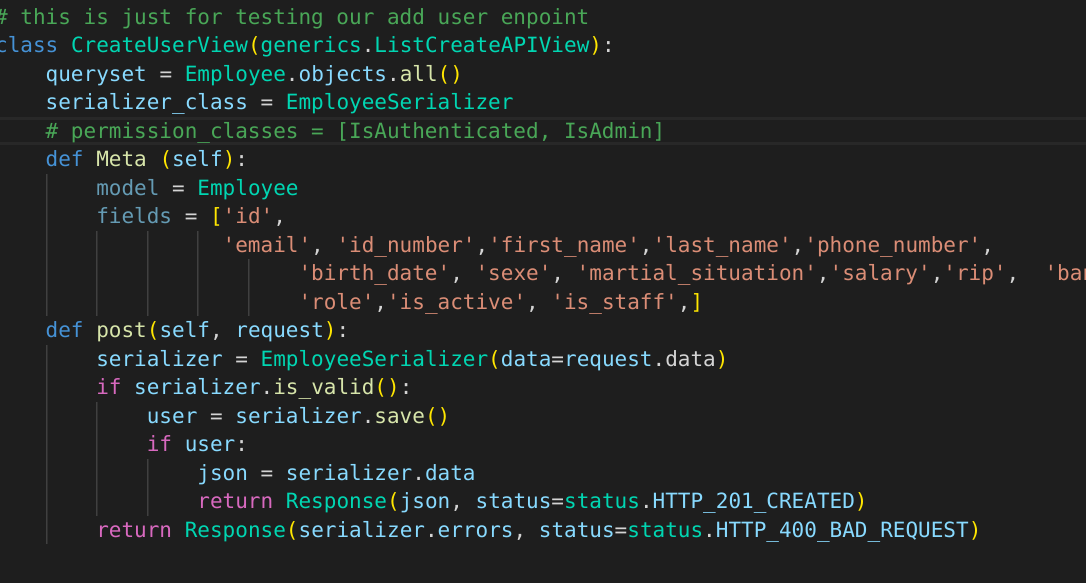 # this is just for testing our add user enpoint
class CreateUserView(generics.ListCreateAPIView):
queryset = Employee.objects.all()
serializer_class = EmployeeSerializer
# permission_classes = [IsAuthenticated, IsAdmin]
def Meta (self):
model = Employee
fields = ['id',
'email', 'id_number','first_name','last_name','phone_number',
'birth_date', 'sexe', 'martial_situation','salary','rip',
'role','is_active', 'is_staff',]
def post(self, request):
serializer = EmployeeSerializer(data=request.data)
if serializer.is_valid():
user = serializer.save()
if user:
json = serializer.data
return Response(json, status=status.HTTP_201_CREATED)
return Response(serializer.errors, status=status.HTTP_400_BAD_REQUEST)